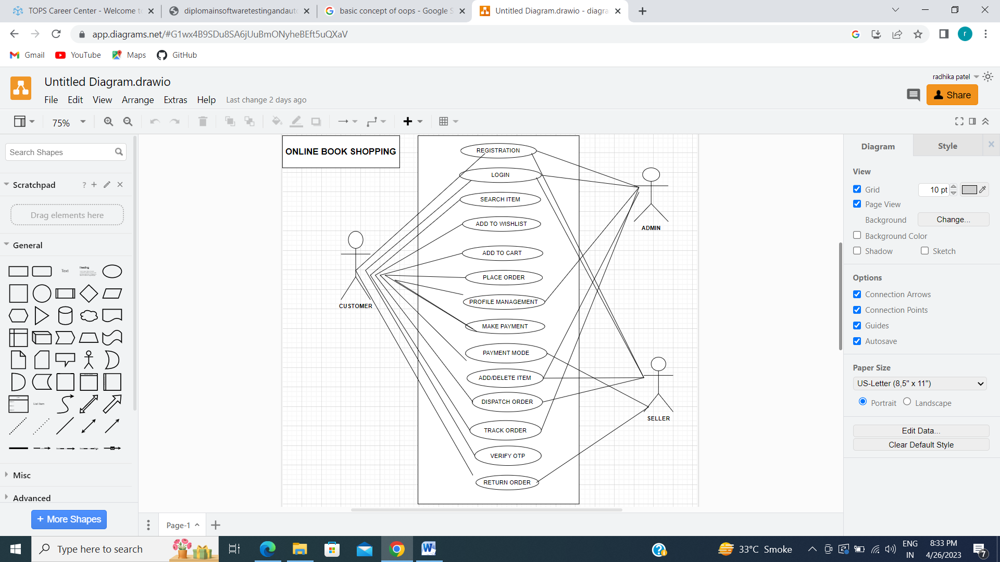 TOPS Career Center - Welcome to
diplomainsoftwaretestingandauto
basic concept of oops - Google S
Untitled Diagram.drawio - diagra
app.diagrams.net/#G1wx4B9SDu8SA6jUuBmONyheBEft5uQXaV
r
Gmail
YouTube
Maps
GitHub
Untitled Diagram.drawio
radhika patel
File
Edit
View
Arrange
Extras
Help
Last change 2 days ago
Share
75%
Search Shapes
Scratchpad
?
Drag elements here
General
Text
Heading
List Item
Misc
Advanced
+ More Shapes
ONLINE BOOK SHOPPING
REGISTRATION
LOGIN
SEARCH ITEM
ADD TO WISHLIST
ADD TO CART
PLACE ORDER
PROFILE MANAGEMENT
MAKE PAYMENT
PAYMENT MODE
ADD/DELETE ITEM
DISPATCH ORDER
TRACK ORDER
VERIFY OTP
RETURN ORDER
CUSTOMER
ADMIN
SELLER
Page-1
Diagram
Style
View
Grid
10 pt
Page View
Background
Change...
Background Color
Shadow
Sketch
Options
Connection Arrows
Connection Points
Guides
Autosave
Paper Size
US-Letter (8,5" x 11")
Portrait
Landscape
Edit Data...
Clear Default Style
Type here to search
33°C Smoke
ENG
IN
8:33 PM
4/26/2023
7